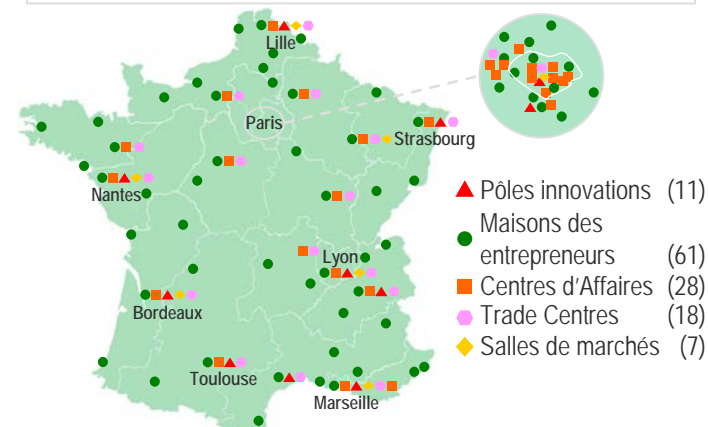 Lille
Paris
Strasbourg
Nantes
Lyon
Bordeaux
Toulouse
Marseille
Pôles innovations (11)
Maisons des
entrepreneurs (61)
Centres d'Affaires (28)
Trade Centres (18)
Salles de marchés (7)